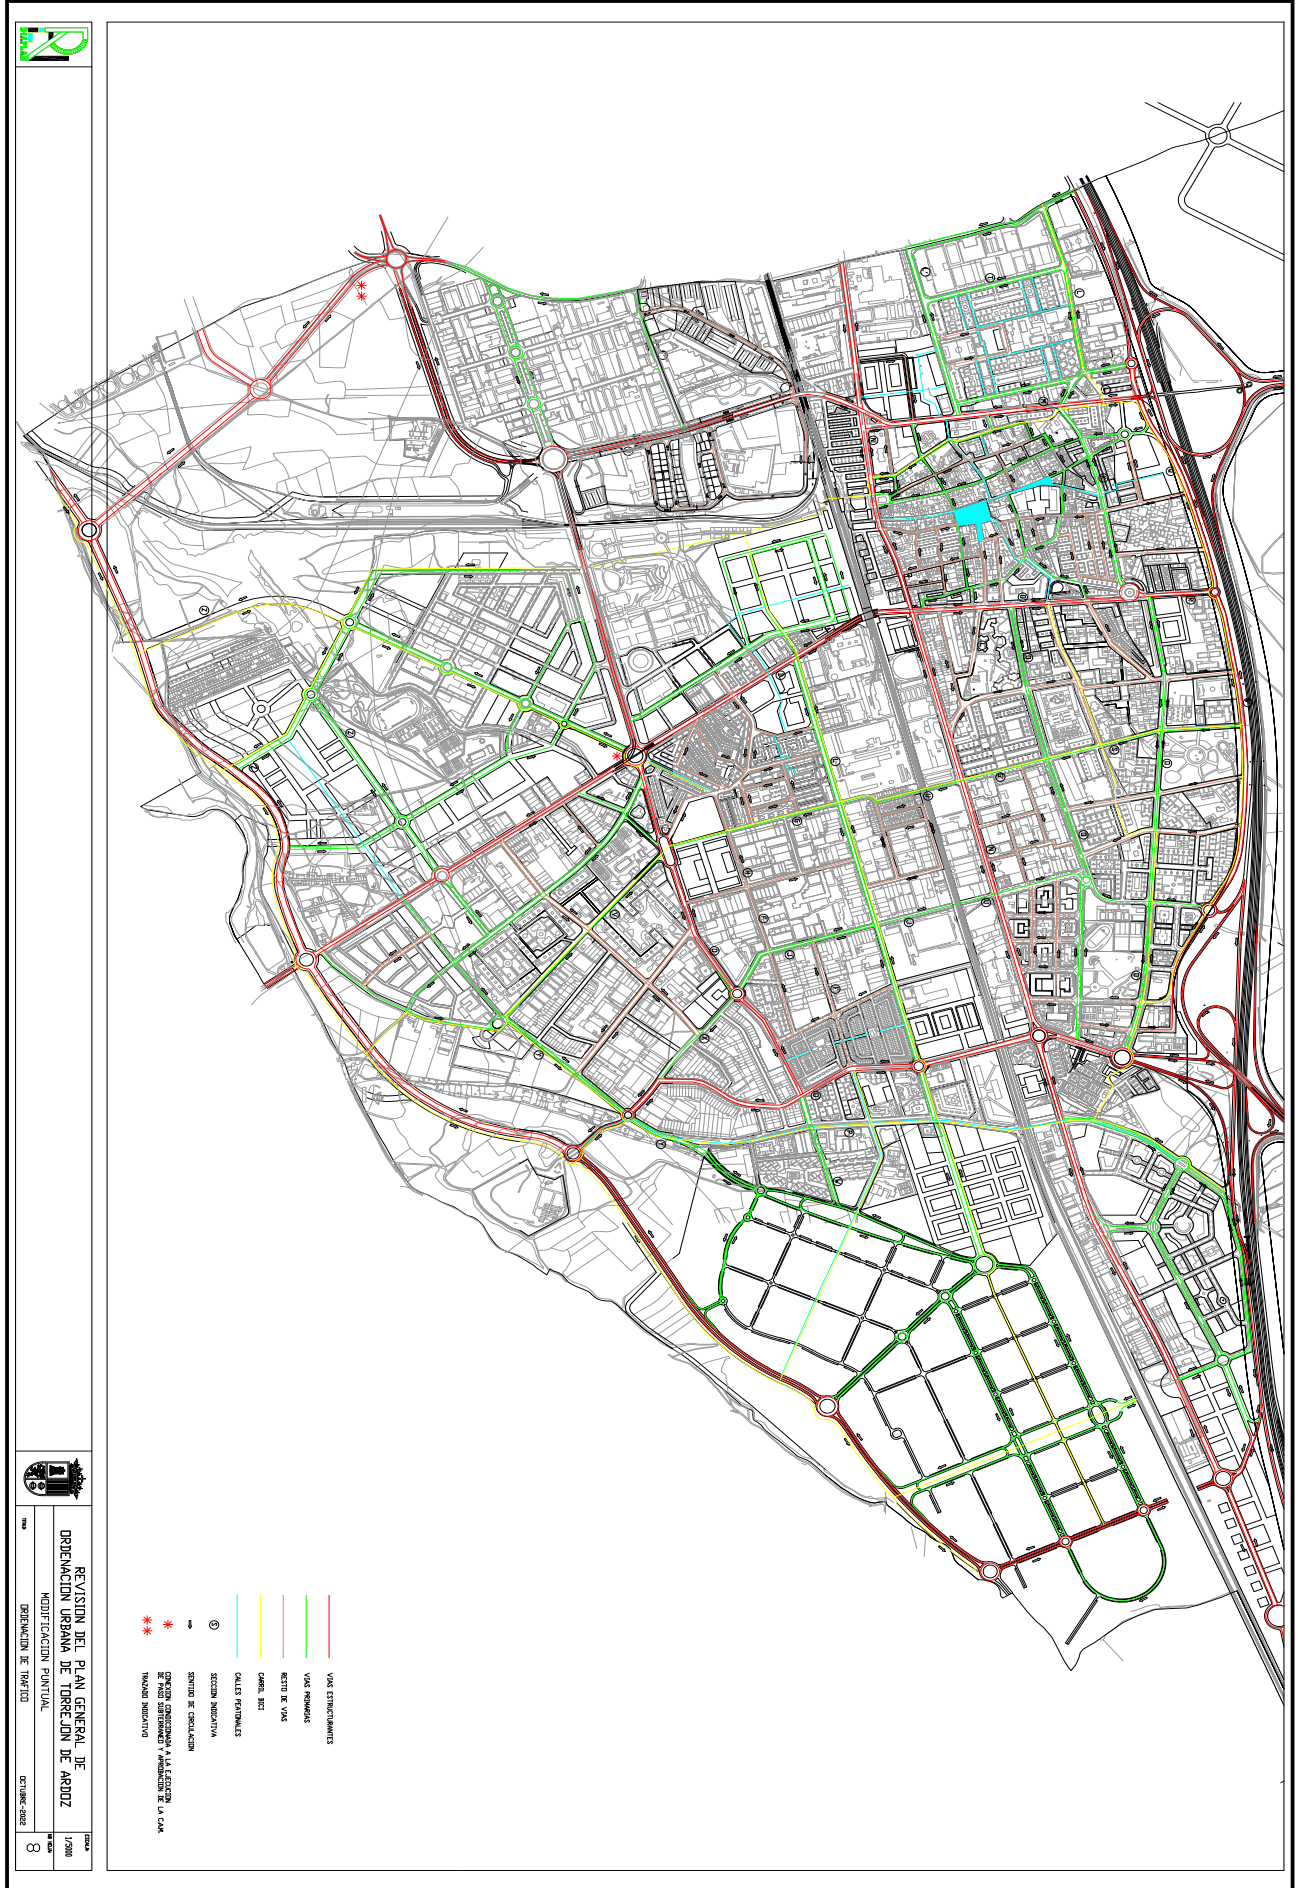 VIAS ESTRUCTURANTES
VIAS PRIMARIAS
RESTO DE VIAS
CARRIL BICI
CALLES PEATONALES
S SECCION INDICATIVA
SENTIDO DE CIRCULACION
* CONEXION CONDICIONADA A LA EJECUCION
DE PASO SUBTERRANEO Y APROBACION DE LA CAM.
** TRAZADO INDICATIVO
REVISION DEL PLAN GENERAL DE
ORDENACION URBANA DE TORREJON DE ARDOZ
MODIFICACION PUNTUAL
ORDENACION DE TRAFICO
OCTUBRE-2022
ESCALA
1/5000
Nº HOJA
8